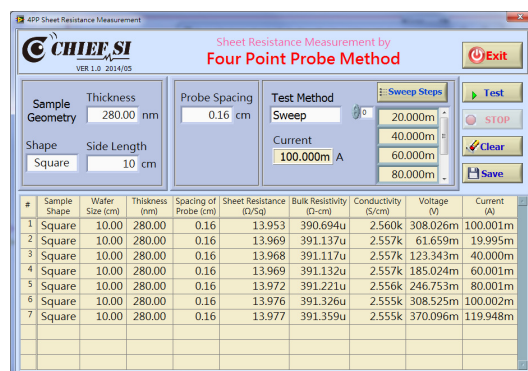 4PP Sheet Resistance Measurement
CHIEF SI
VER 1.0 2014/05
Sheet Resistance Measurement by
Four Point Probe Method
Exit
Sample Geometry
Thickness
280.00 nm
Shape
Side Length
Square
10 cm
Probe Spacing
0.16 cm
Test Method
Sweep
Current
100.000m A
Sweep Steps
0
20.000m
40.000m
60.000m
80.000m
Test
STOP
Clear
Save
# Sample Shape Wafer Size (cm) Thickness (nm) Spacing of Probe (cm) Sheet Resistance (Ω/Sq) Bulk Resistivity (Ω-cm) Conductivity (S/cm) Voltage (V) Current (A)
1 Square 10.00 280.00 0.16 13.953 390.694u 2.560k 308.026m 100.001m
2 Square 10.00 280.00 0.16 13.969 391.137u 2.557k 61.659m 19.995m
3 Square 10.00 280.00 0.16 13.968 391.117u 2.557k 123.343m 40.000m
4 Square 10.00 280.00 0.16 13.969 391.132u 2.557k 185.024m 60.001m
5 Square 10.00 280.00 0.16 13.972 391.221u 2.556k 246.753m 80.001m
6 Square 10.00 280.00 0.16 13.976 391.326u 2.555k 308.525m 100.002m
7 Square 10.00 280.00 0.16 13.977 391.359u 2.555k 370.096m 119.948m